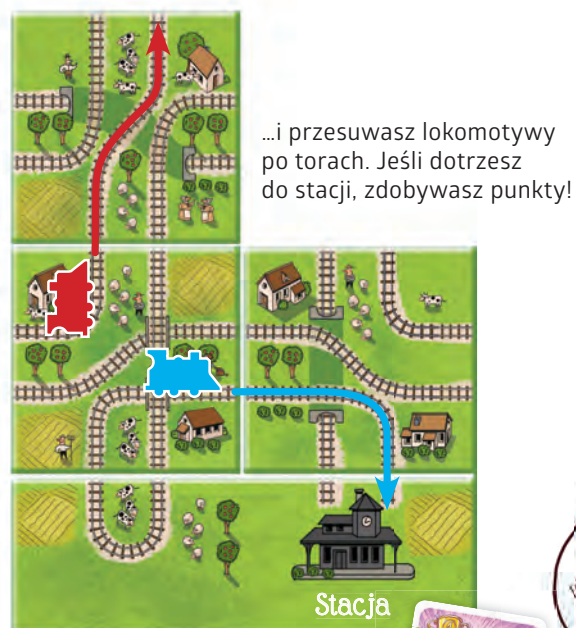 ...i przesuwasz lokomotywy
po torach. Jeśli dotrzesz
do stacji, zdobywasz punkty!
Stacja